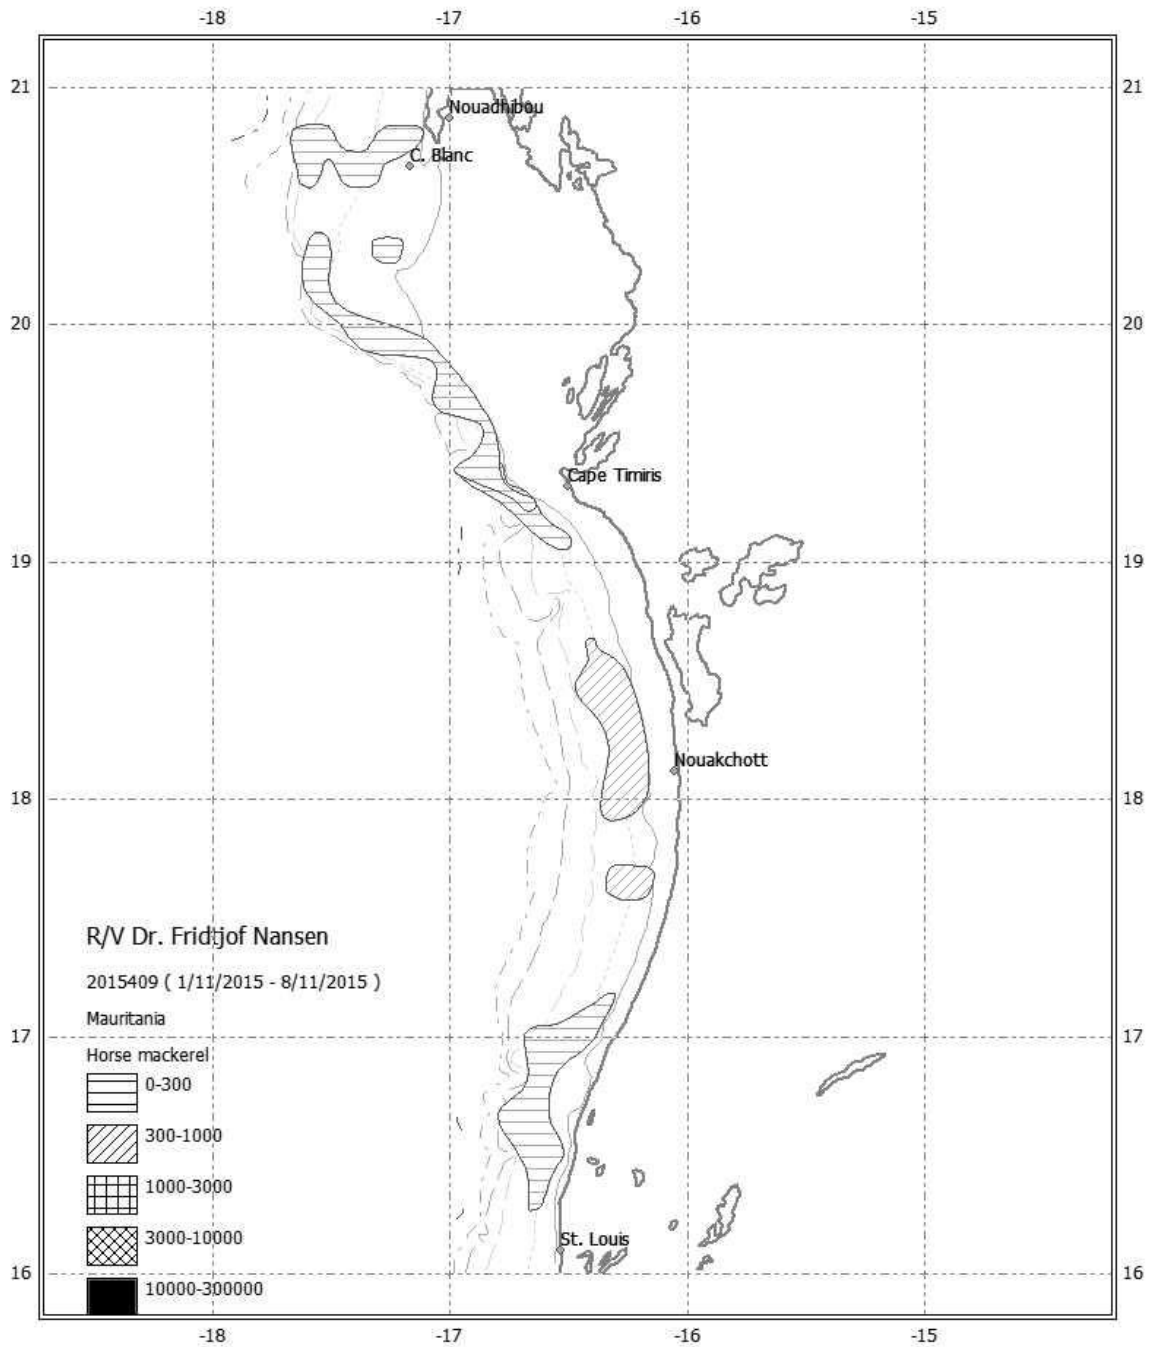 -18 -17 -16 -15
21 21
Nouadhibou
C. Blanc
20 20
Cape Timiris
19 19
Nouakchott
18 18
R/V Dr. Fridtjof Nansen
2015409 ( 1/11/2015 - 8/11/2015 )
Mauritania
17 17
Horse mackerel
0-300
300-1000
1000-3000
3000-10000
St. Louis
16 16
10000-300000
-18 -17 -16 -15